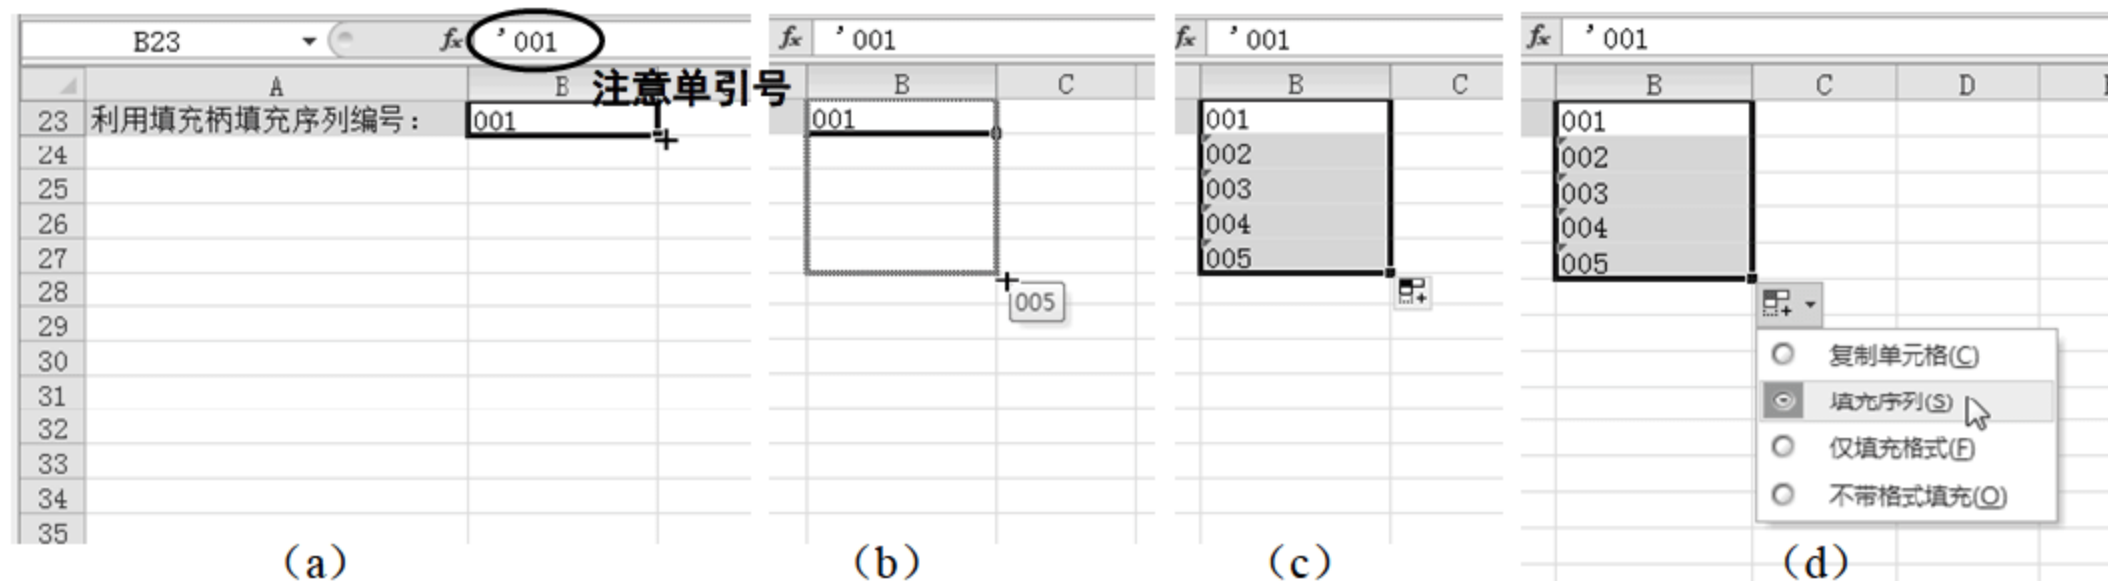 B23 fx '001
注意单引号
A B
23 利用填充柄填充序列编号： 001
24
25
26
27
28
29
30
31
32
33
34
35
(a)
fx '001
B C
001
005
(b)
fx '001
B C
001
002
003
004
005
(c)
fx '001
B C D
001
002
003
004
005
复制单元格(C)
填充序列(S)
仅填充格式(F)
不带格式填充(O)
(d)